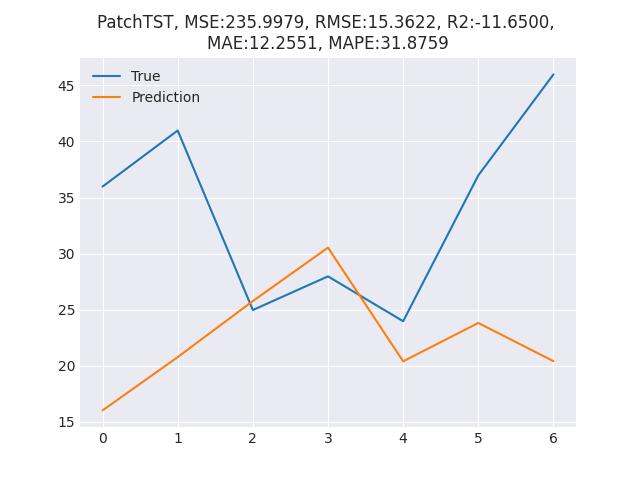 PatchTST, MSE:235.9979, RMSE:15.3622, R2:-11.6500,
MAE:12.2551, MAPE:31.8759
True
Prediction
45
40
35
30
25
20
15
0 1 2 3 4 5 6